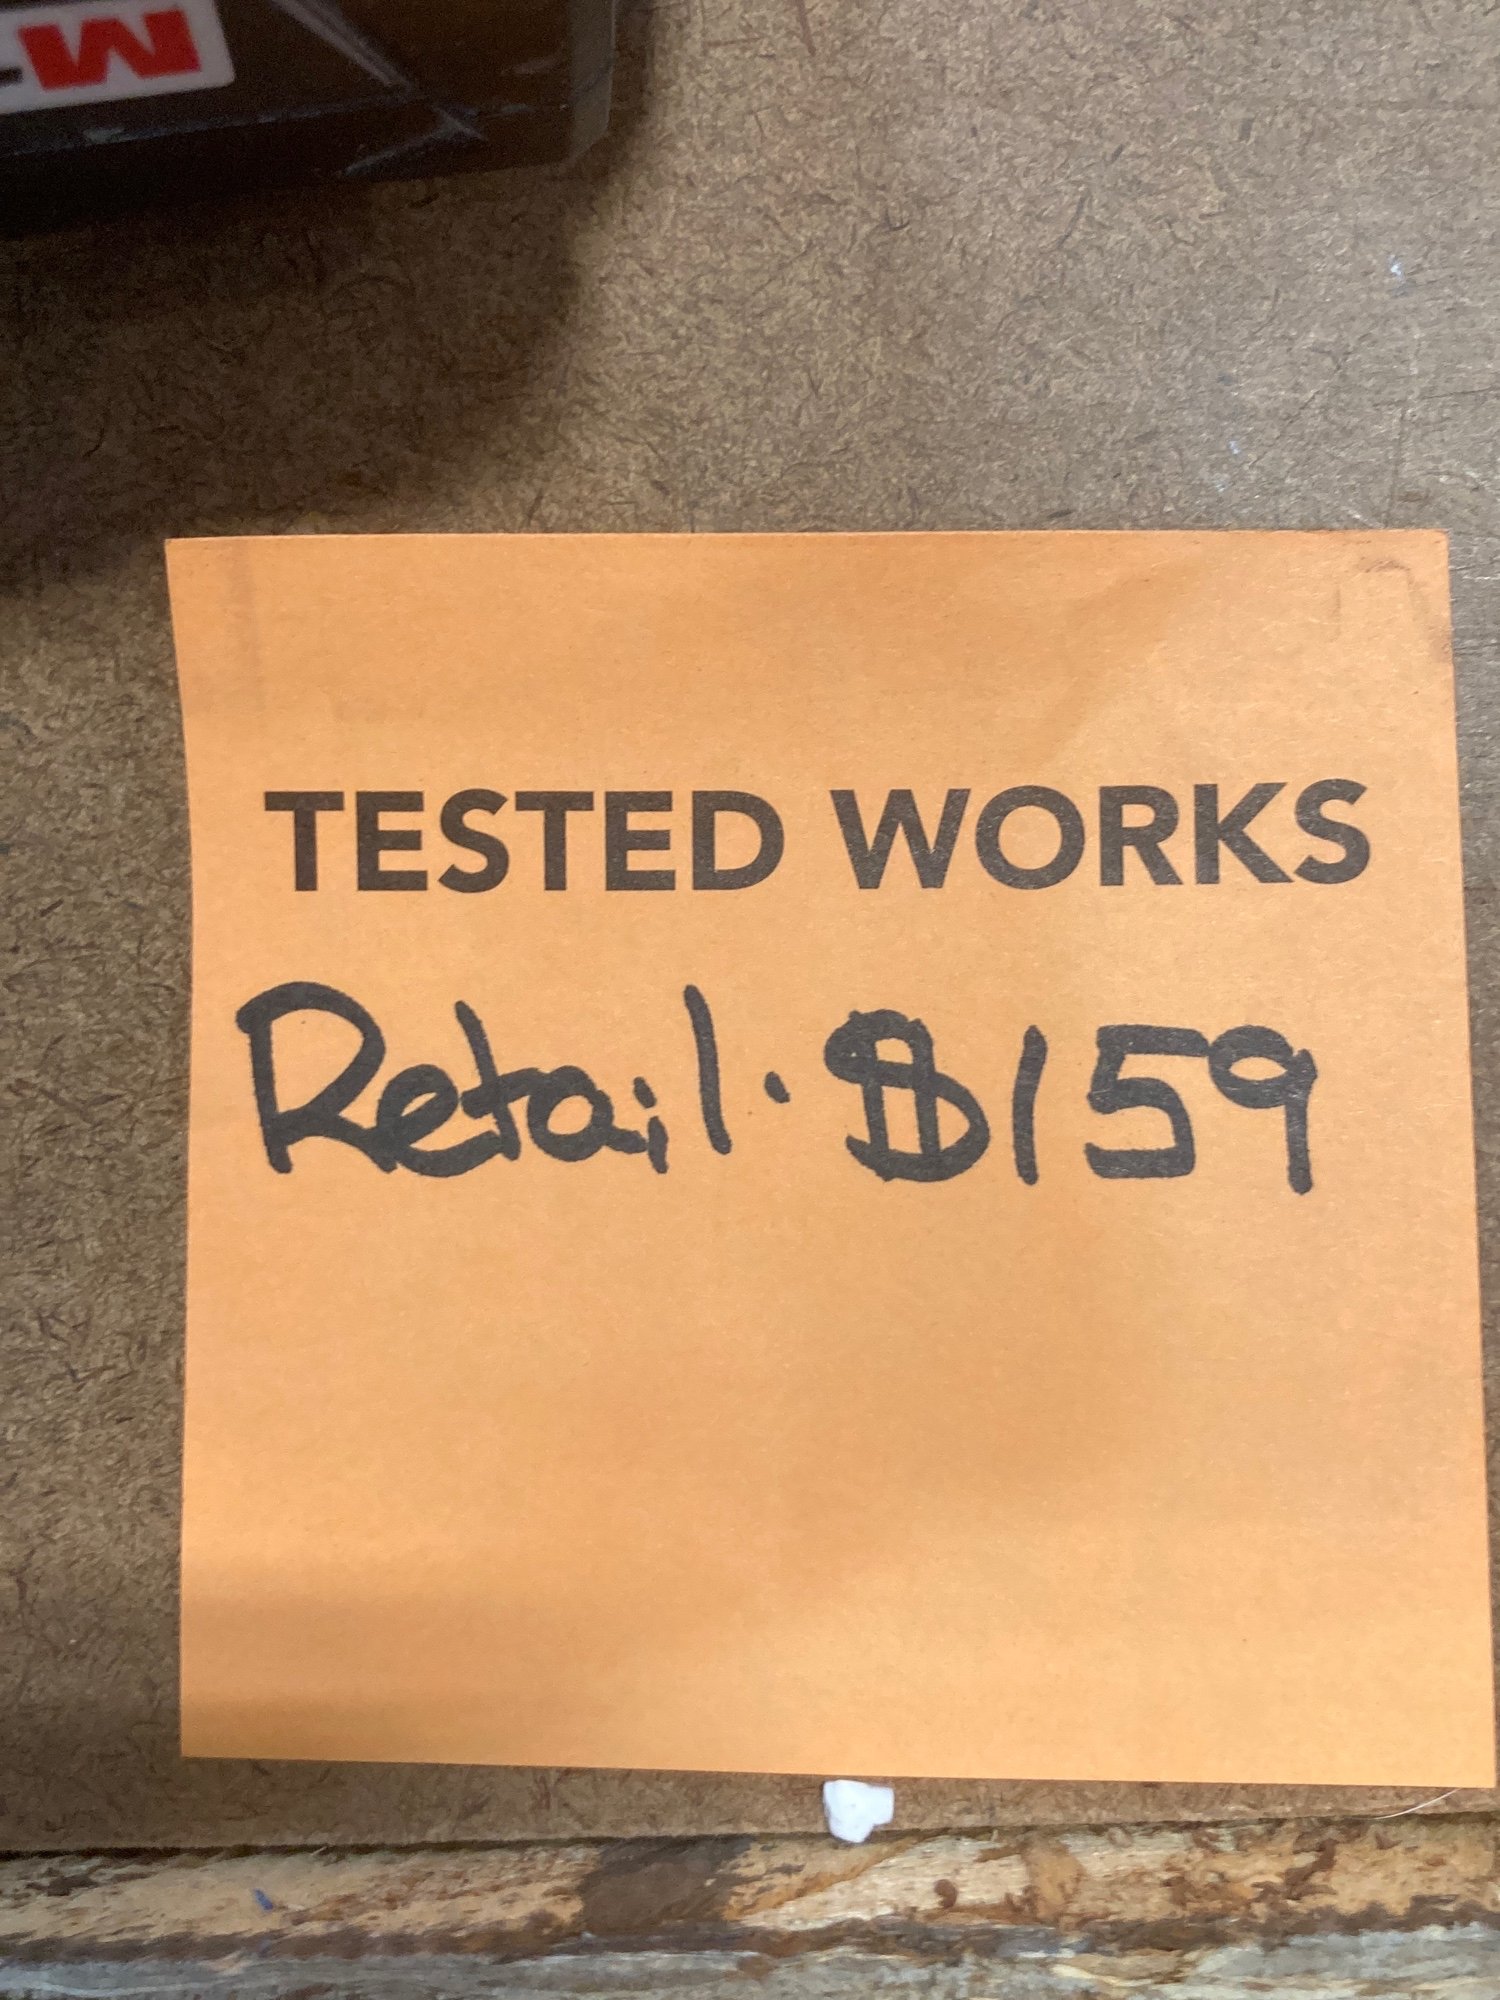 TESTED WORKS
Retail. $159